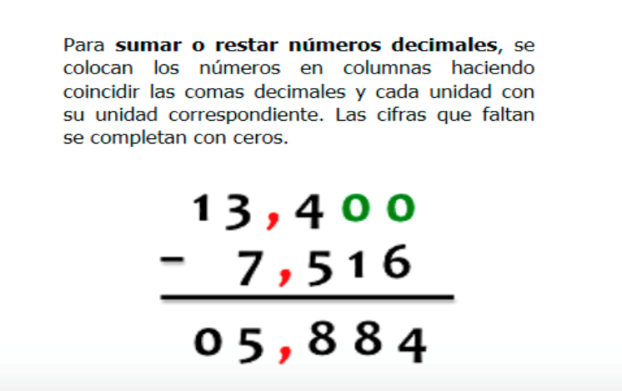 Para sumar o restar números decimales, se
colocan los números en columnas haciendo
coincidir las comas decimales y cada unidad con
su unidad correspondiente. Las cifras que faltan
se completan con ceros.
13,400
- 7,516
05,884